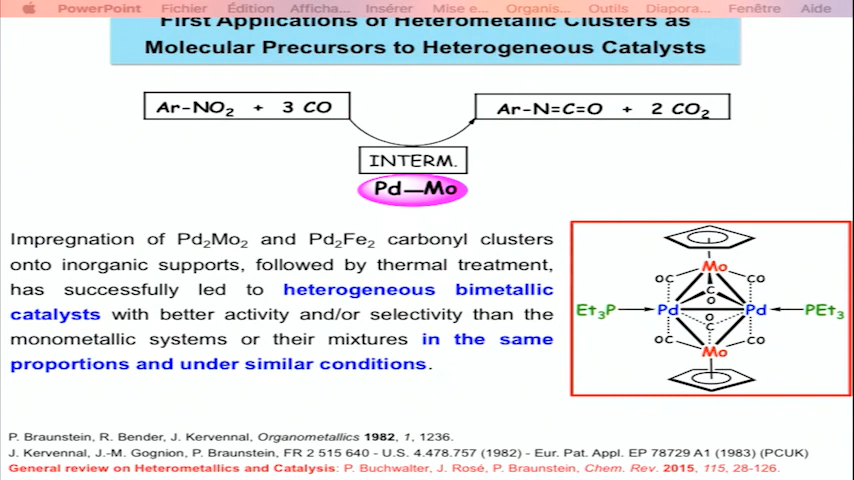 PowerPoint Fichier Édition Afficha... Insérer Mise e... Organis... Outils Diapora... Fenêtre Aide
First Applications of Heterometallic Clusters as
Molecular Precursors to Heterogeneous Catalysts
Ar-NO₂ + 3 CO
Ar-N=C=O + 2 CO₂
INTERM.
Pd—Mo
Impregnation of Pd₂Mo₂ and Pd₂Fe₂ carbonyl clusters
onto inorganic supports, followed by thermal treatment,
has successfully led to heterogeneous bimetallic
catalysts with better activity and/or selectivity than the
monometallic systems or their mixtures in the same
proportions and under similar conditions.
Mo
OC C CO
O
Et₃P Pd Pd PEt₃
O
C
OC CO
Mo
P. Braunstein, R. Bender, J. Kervennal, Organometallics 1982, 1, 1236.
J. Kervennal, J.-M. Gognion, P. Braunstein, FR 2 515 640 - U.S. 4.478.757 (1982) - Eur. Pat. Appl. EP 78729 A1 (1983) (PCUK)
General review on Heterometallics and Catalysis: P. Buchwalter, J. Rosé, P. Braunstein, Chem. Rev. 2015, 115, 28-126.